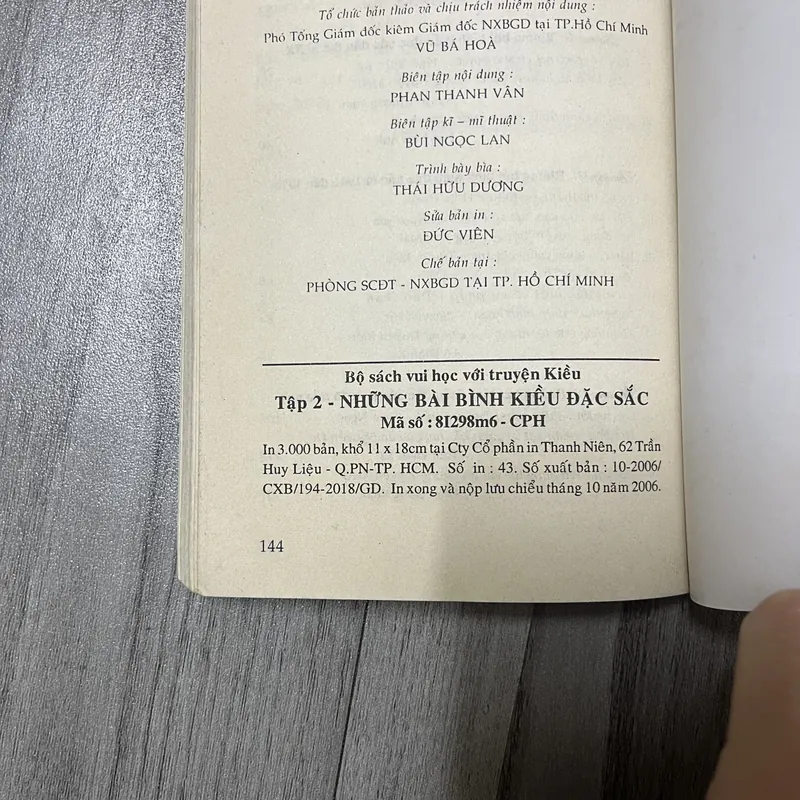 Tổ chức bản thảo và chịu trách nhiệm nội dung :
Phó Tổng Giám đốc kiêm Giám đốc NXBGD tại TP.Hồ Chí Minh
VŨ BÁ HOÀ
Biên tập nội dung :
PHAN THANH VÂN
Biên tập kĩ – mĩ thuật :
BÙI NGỌC LAN
Trình bày bìa :
THÁI HỮU DƯƠNG
Sửa bản in :
ĐỨC VIÊN
Chế bản tại :
PHÒNG SCĐT - NXBGD TẠI TP. HỒ CHÍ MINH
Bộ sách vui học với truyện Kiều
Tập 2 - NHỮNG BÀI BÌNH KIỀU ĐẶC SẮC
Mã số : 8I298m6 - CPH
In 3.000 bản, khổ 11 x 18cm tại Cty Cổ phần in Thanh Niên, 62 Trần
Huy Liệu - Q.PN-TP. HCM. Số in : 43. Số xuất bản : 10-2006/
CXB/194-2018/GD. In xong và nộp lưu chiểu tháng 10 năm 2006.
144